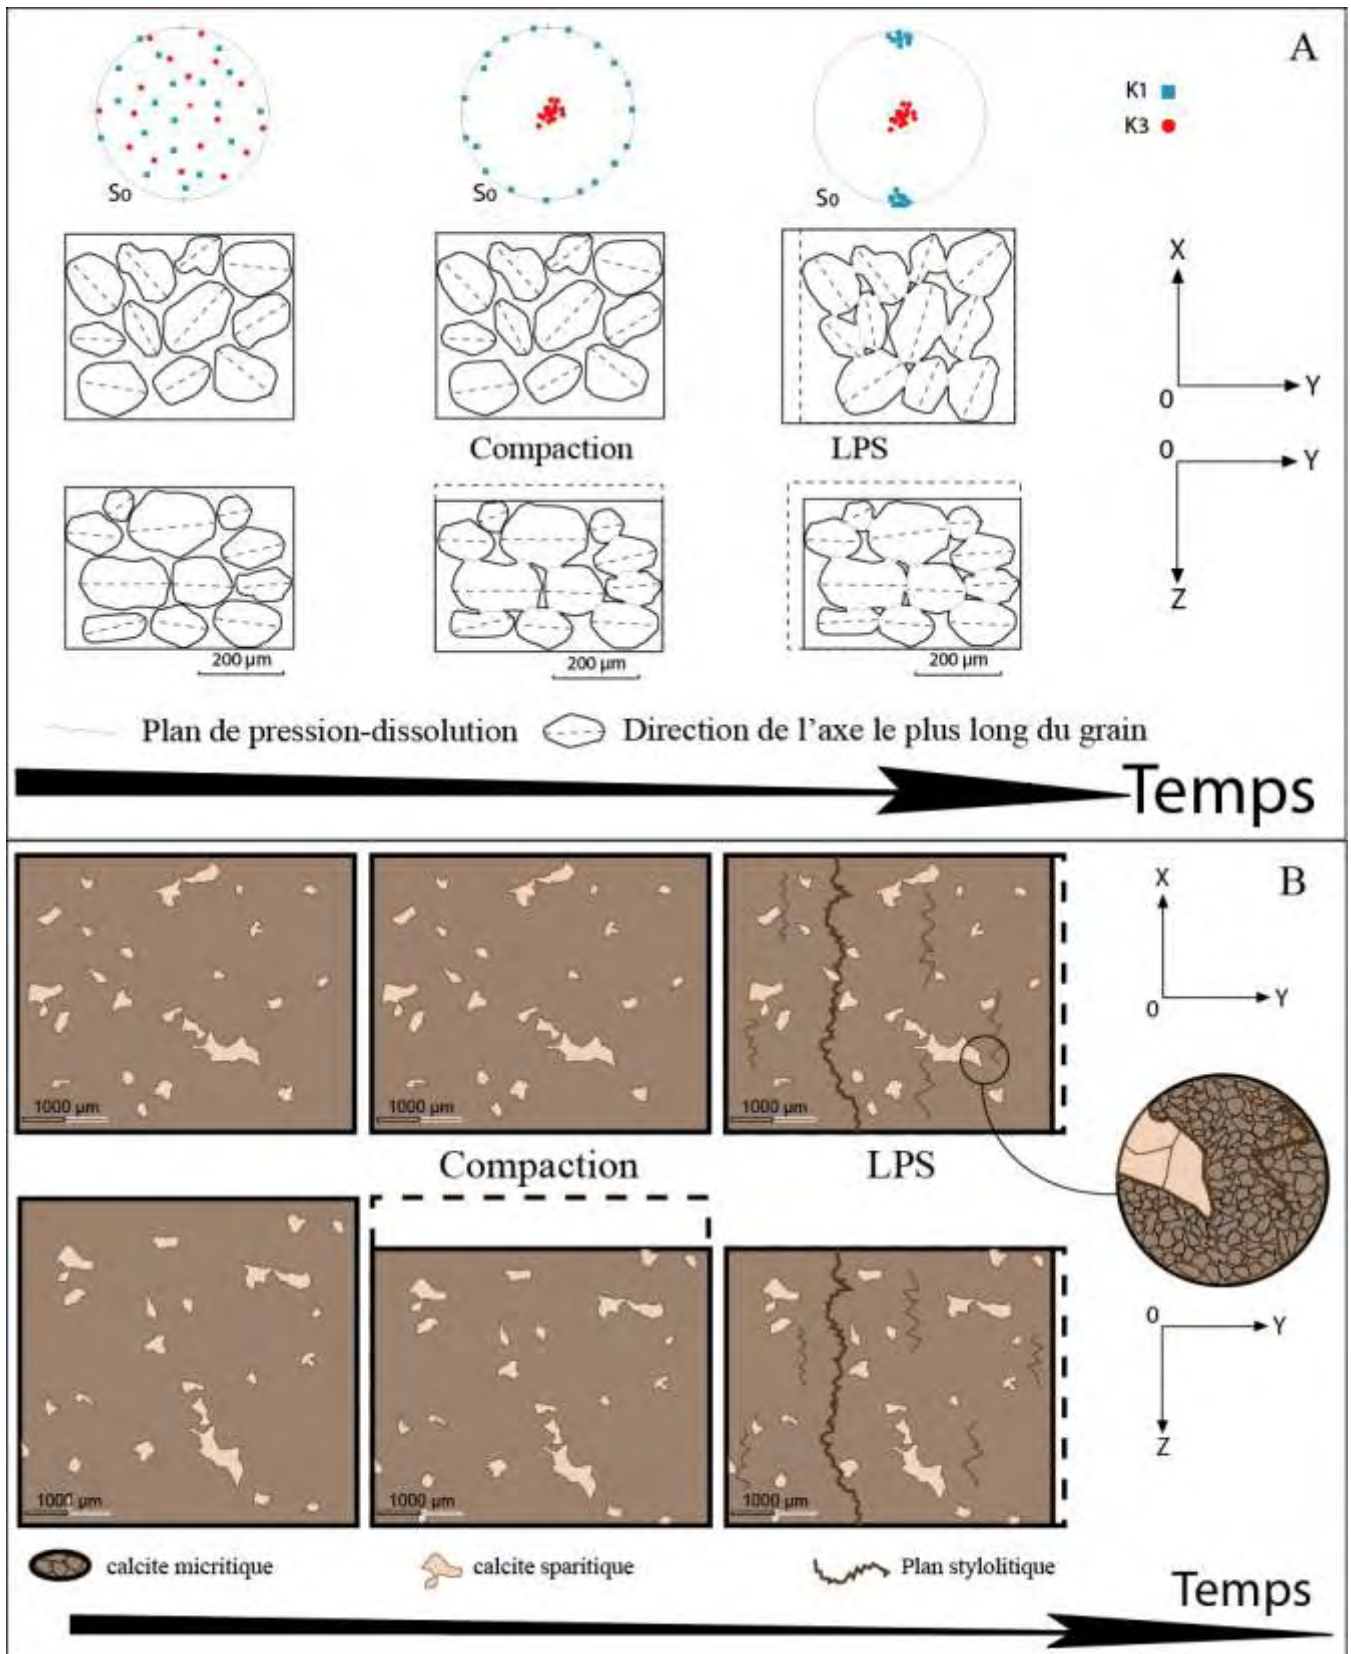 A
K1
K3
So
So
So
X
0
Y
Compaction
LPS
0
Y
Z
200 µm
200 µm
200 µm
Plan de pression-dissolution
Direction de l'axe le plus long du grain
Temps
B
X
0
Y
1000 µm
1000 µm
1000 µm
Compaction
LPS
0
Y
Z
1000 µm
1000 µm
1000 µm
calcite micritique
calcite sparitique
Plan stylolitique
Temps